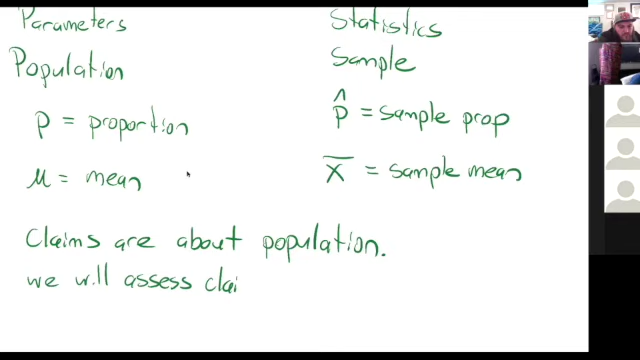 Parameters
Statistics
Population
Sample
p = proportion
p̂ = sample prop
μ = mean
x̄ = sample mean
Claims are about population.
we will assess clai